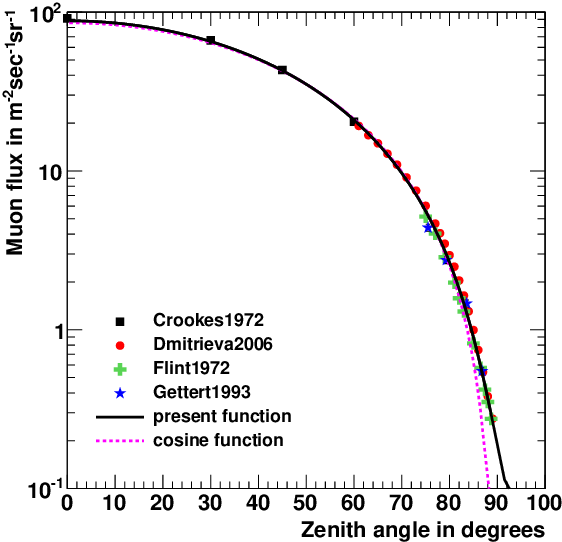 Muon flux in m⁻²sec⁻¹sr⁻¹
10²
10
1
10⁻¹
Crookes1972
Dmitrieva2006
Flint1972
Gettert1993
present function
cosine function
0 10 20 30 40 50 60 70 80 90 100
Zenith angle in degrees